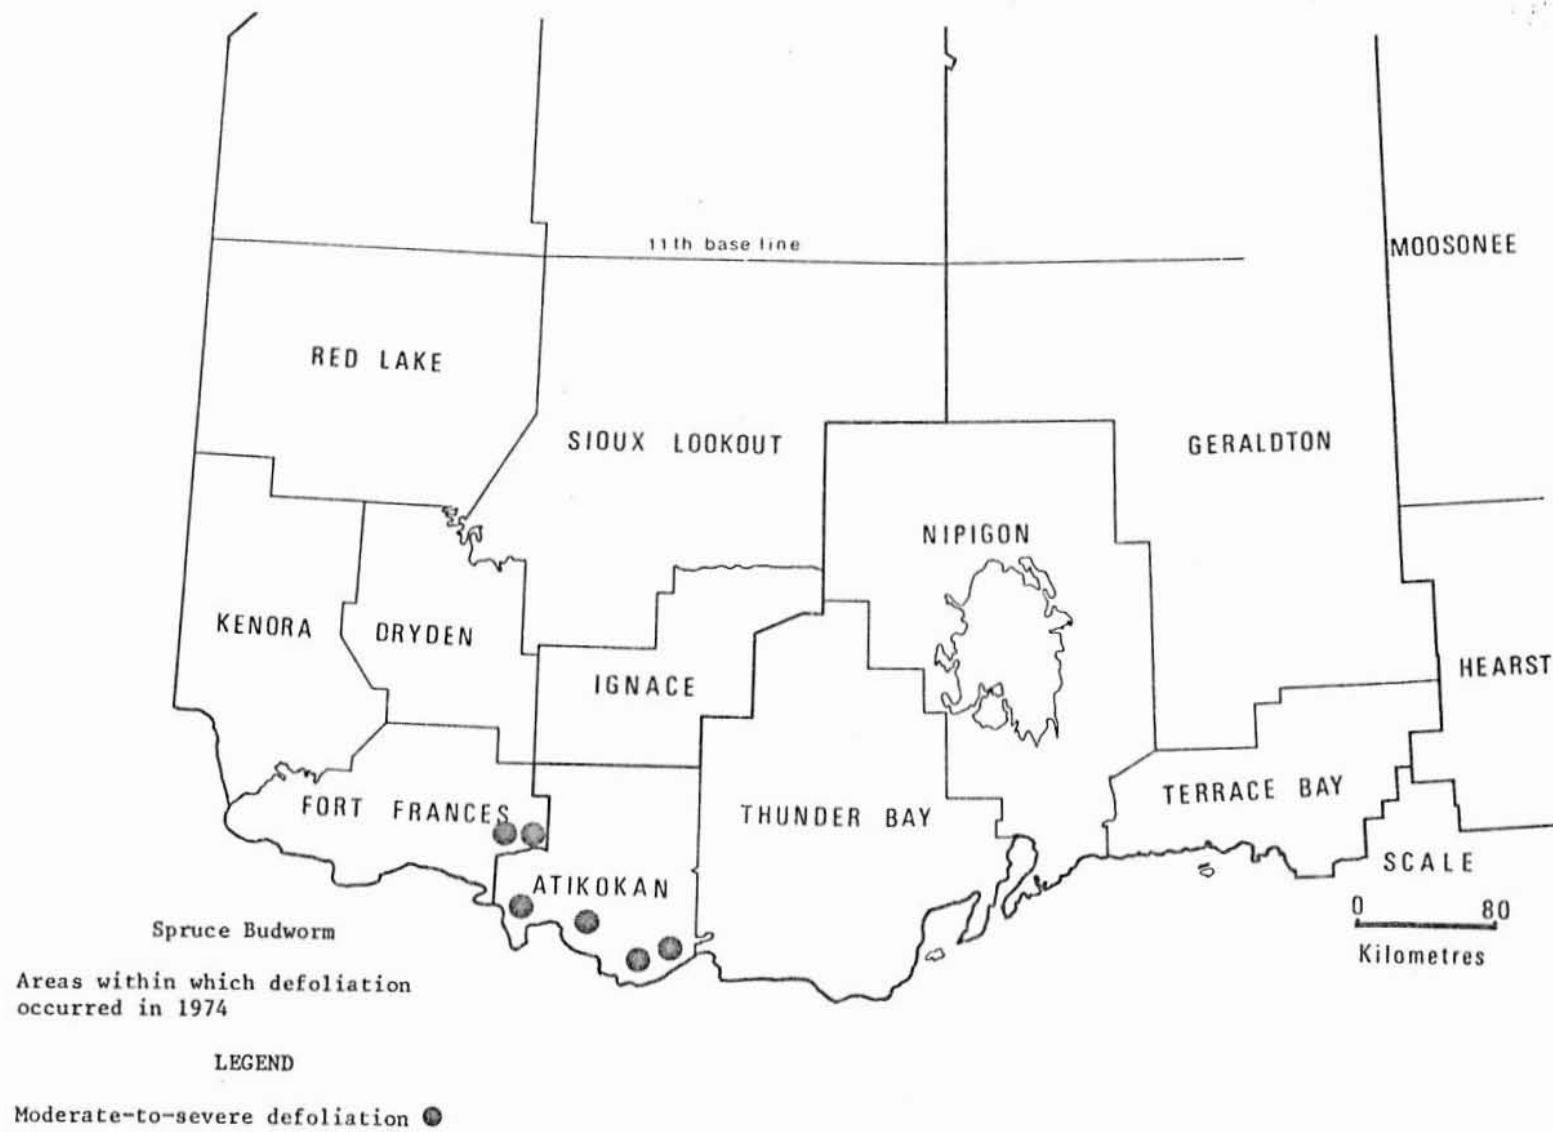 11th base line
MOOSONEE
RED LAKE
SIOUX LOOKOUT
GERALDTON
NIPIGON
KENORA
DRYDEN
IGNACE
HEARST
FORT FRANCES
THUNDER BAY
TERRACE BAY
ATIKOKAN
SCALE
0 80
Kilometres
Spruce Budworm
Areas within which defoliation
occurred in 1974
LEGEND
Moderate-to-severe defoliation